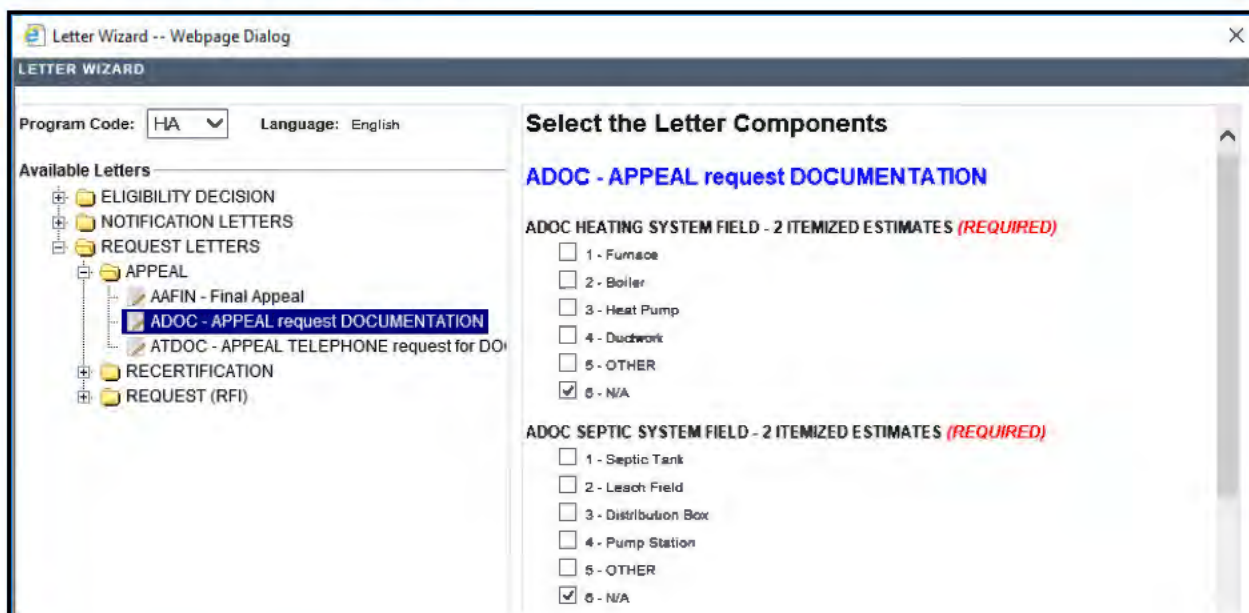 Letter Wizard -- Webpage Dialog
LETTER WIZARD
Program Code: HA Language: English
Available Letters
ELIGIBILITY DECISION
NOTIFICATION LETTERS
REQUEST LETTERS
APPEAL
AAFIN - Final Appeal
ADOC - APPEAL request DOCUMENTATION
ATDOC - APPEAL TELEPHONE request for DO
RECERTIFICATION
REQUEST (RFI)
Select the Letter Components
ADOC - APPEAL request DOCUMENTATION
ADOC HEATING SYSTEM FIELD - 2 ITEMIZED ESTIMATES (REQUIRED)
1 - Furnace
2 - Boiler
3 - Heat Pump
4 - Ductwork
5 - OTHER
6 - N/A
ADOC SEPTIC SYSTEM FIELD - 2 ITEMIZED ESTIMATES (REQUIRED)
1 - Septic Tank
2 - Leach Field
3 - Distribution Box
4 - Pump Station
5 - OTHER
6 - N/A